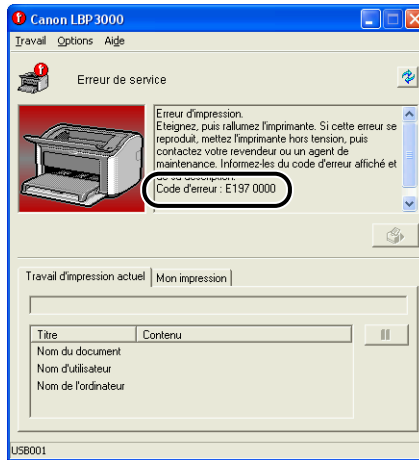 Canon LBP3000
Travail Options Aide
Erreur de service
Erreur d'impression.
Eteignez, puis rallumez l'imprimante. Si cette erreur se
reproduit, mettez l'imprimante hors tension, puis
contactez votre revendeur ou un agent de
maintenance. Informez-les du code d'erreur affiché et
de sa description.
Code d'erreur : E197 0000
Travail d'impression actuel Mon impression
Titre Contenu
Nom du document
Nom d'utilisateur
Nom de l'ordinateur
USB001